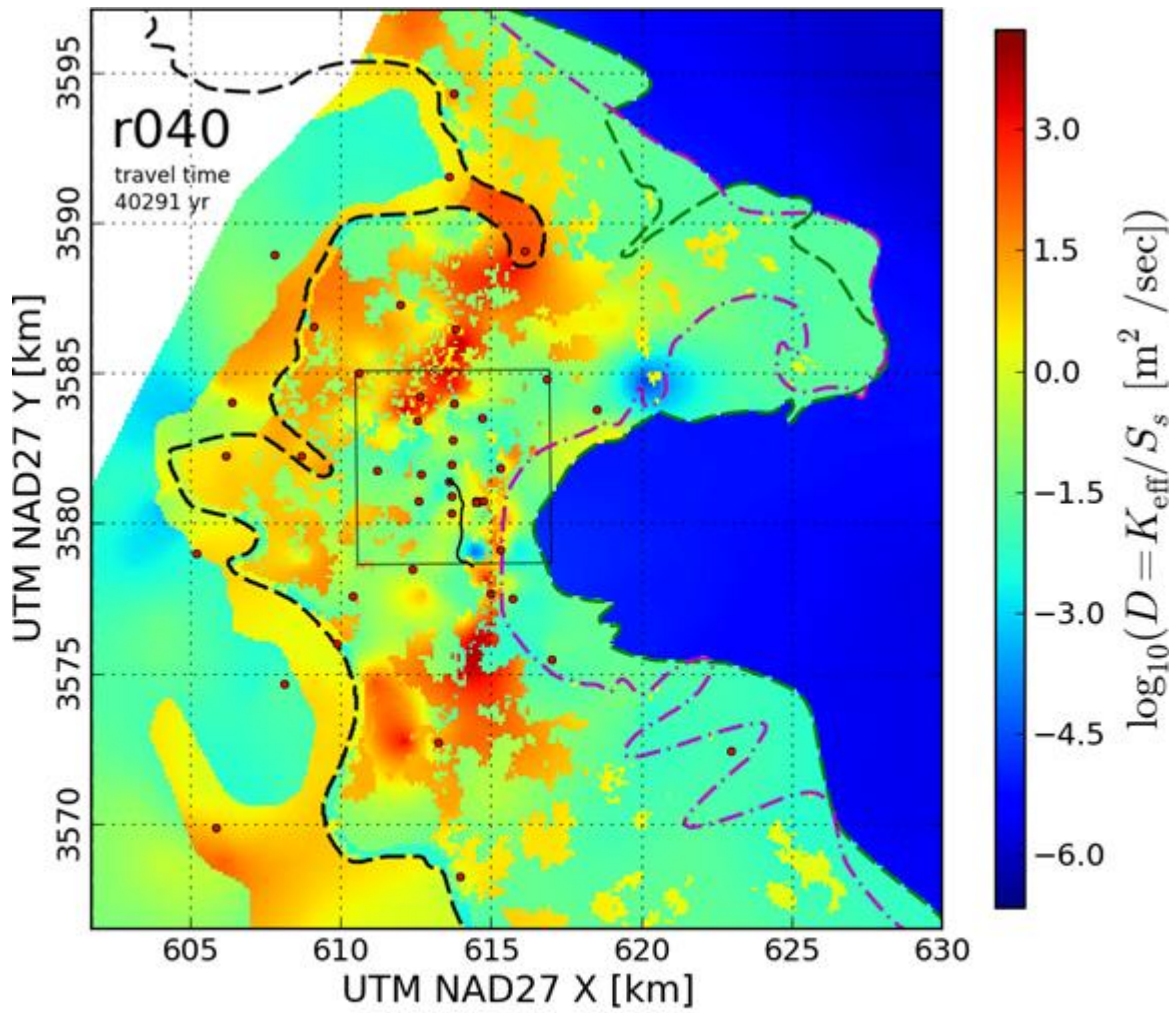 r040
travel time
40291 yr
3595
3590
3585
3580
3575
3570
UTM NAD27 Y [km]
605 610 615 620 625 630
UTM NAD27 X [km]
3.0
1.5
0.0
−1.5
−3.0
−4.5
−6.0
log₁₀(D = K_eff/S_s [m² /sec])